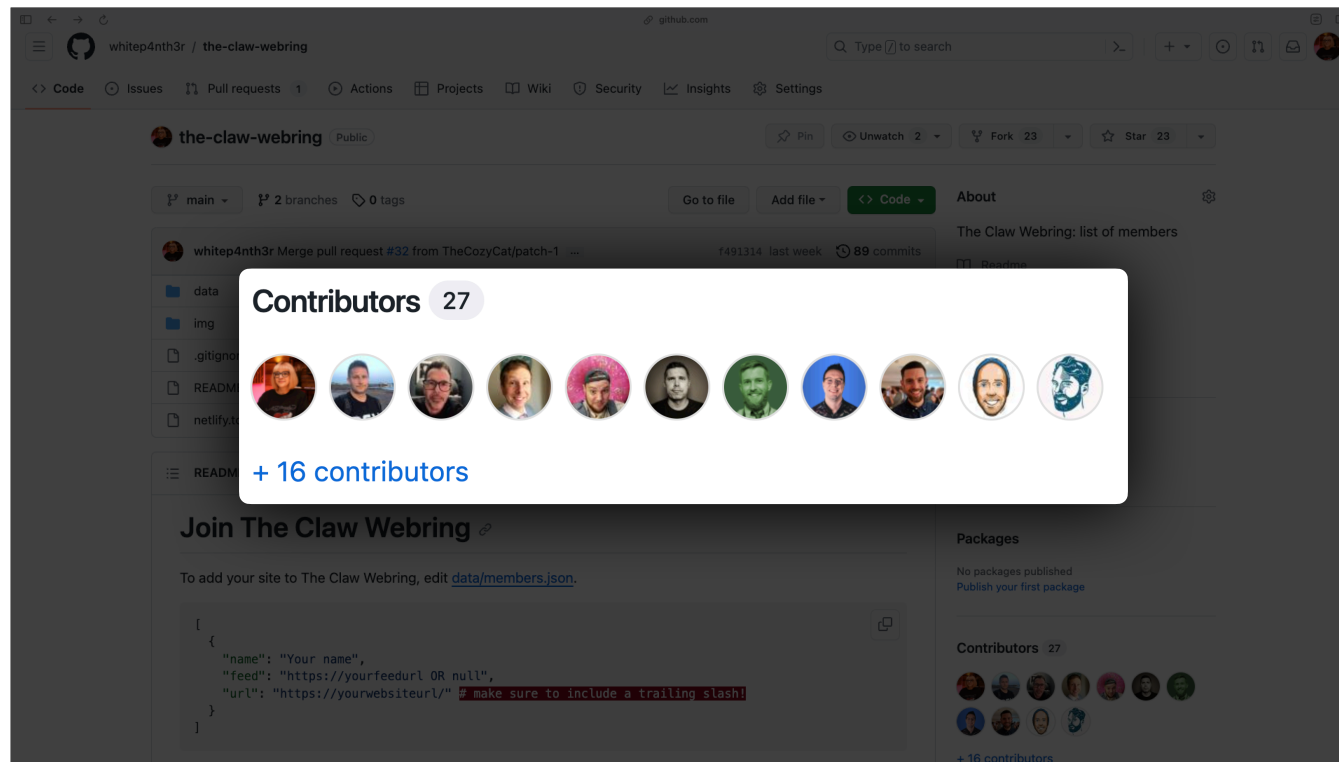 github.com
whitep4nth3r / the-claw-webring
Type / to search
Code
Issues
Pull requests 1
Actions
Projects
Wiki
Security
Insights
Settings
the-claw-webring Public
Pin
Unwatch 2
Fork 23
Star 23
main
2 branches
0 tags
Go to file
Add file
<> Code
About
The Claw Webring: list of members
Readme
whitep4nth3r Merge pull request #32 from TheCozyCat/patch-1 ...
f491314 last week
89 commits
data
img
Contributors 27
+ 16 contributors
Join The Claw Webring
To add your site to The Claw Webring, edit data/members.json.
[
{
"name": "Your name",
"feed": "https://yourfeedurl OR null",
"url": "https://yourwebsiteurl/" # make sure to include a trailing slash!
}
]
Packages
No packages published
Publish your first package
Contributors 27
+ 16 contributors